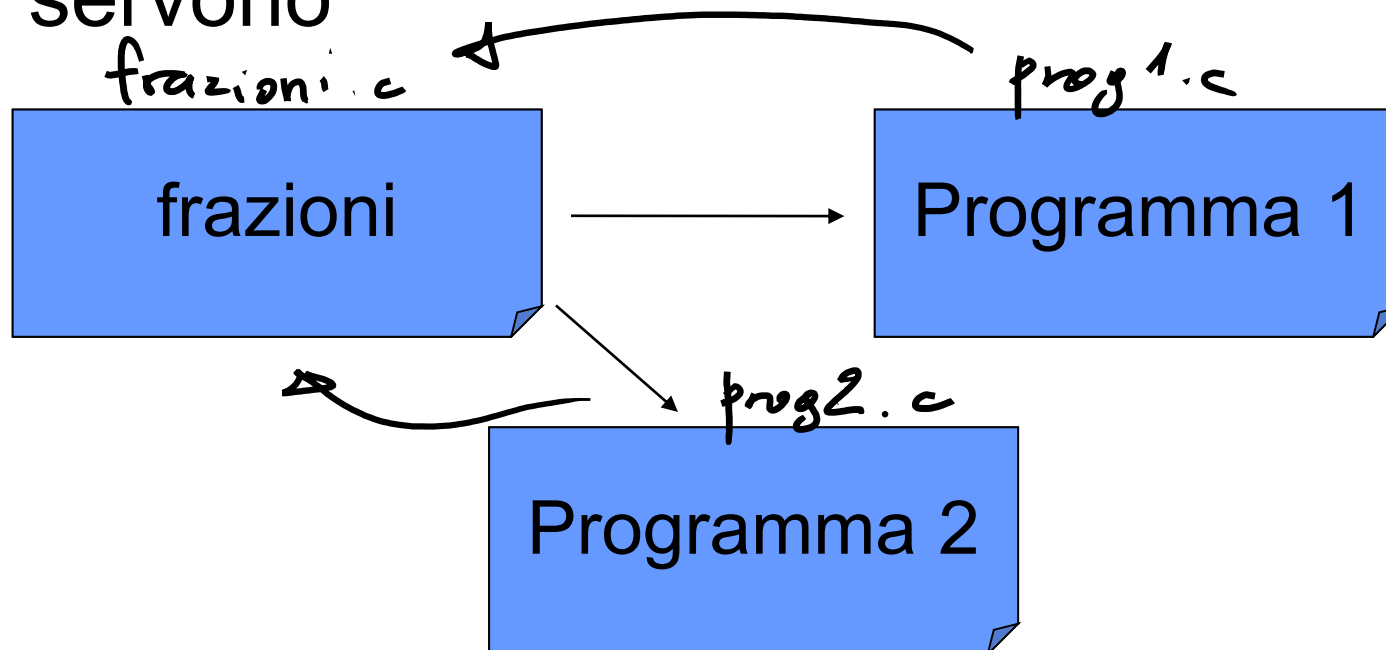 servono
frazioni.c
prog1.c
frazioni
Programma 1
prog2.c
Programma 2